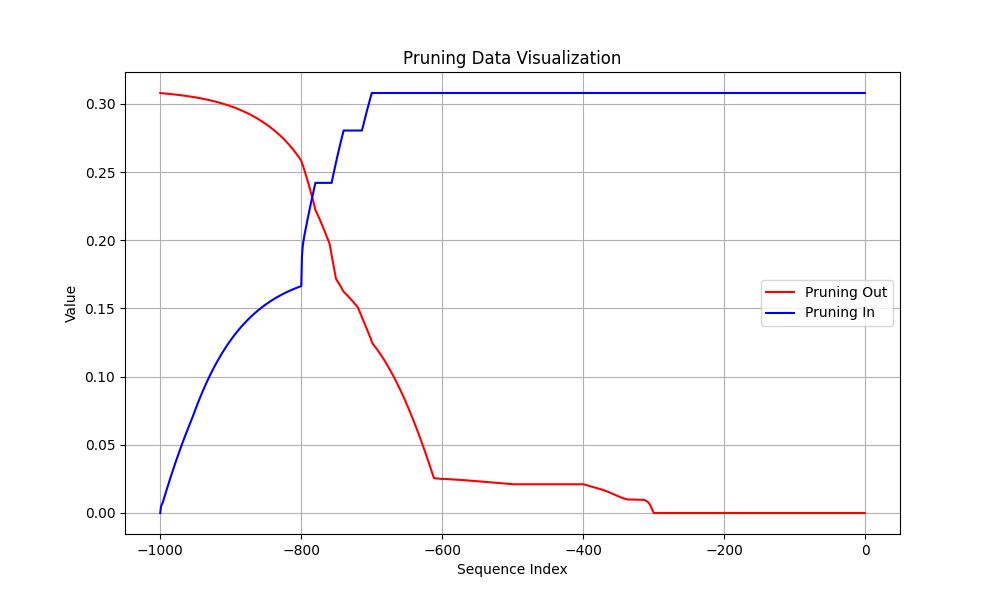 Pruning Data Visualization
0.30
0.25
0.20
0.15
0.10
0.05
0.00
Value
Pruning Out
Pruning In
−1000 −800 −600 −400 −200 0
Sequence Index